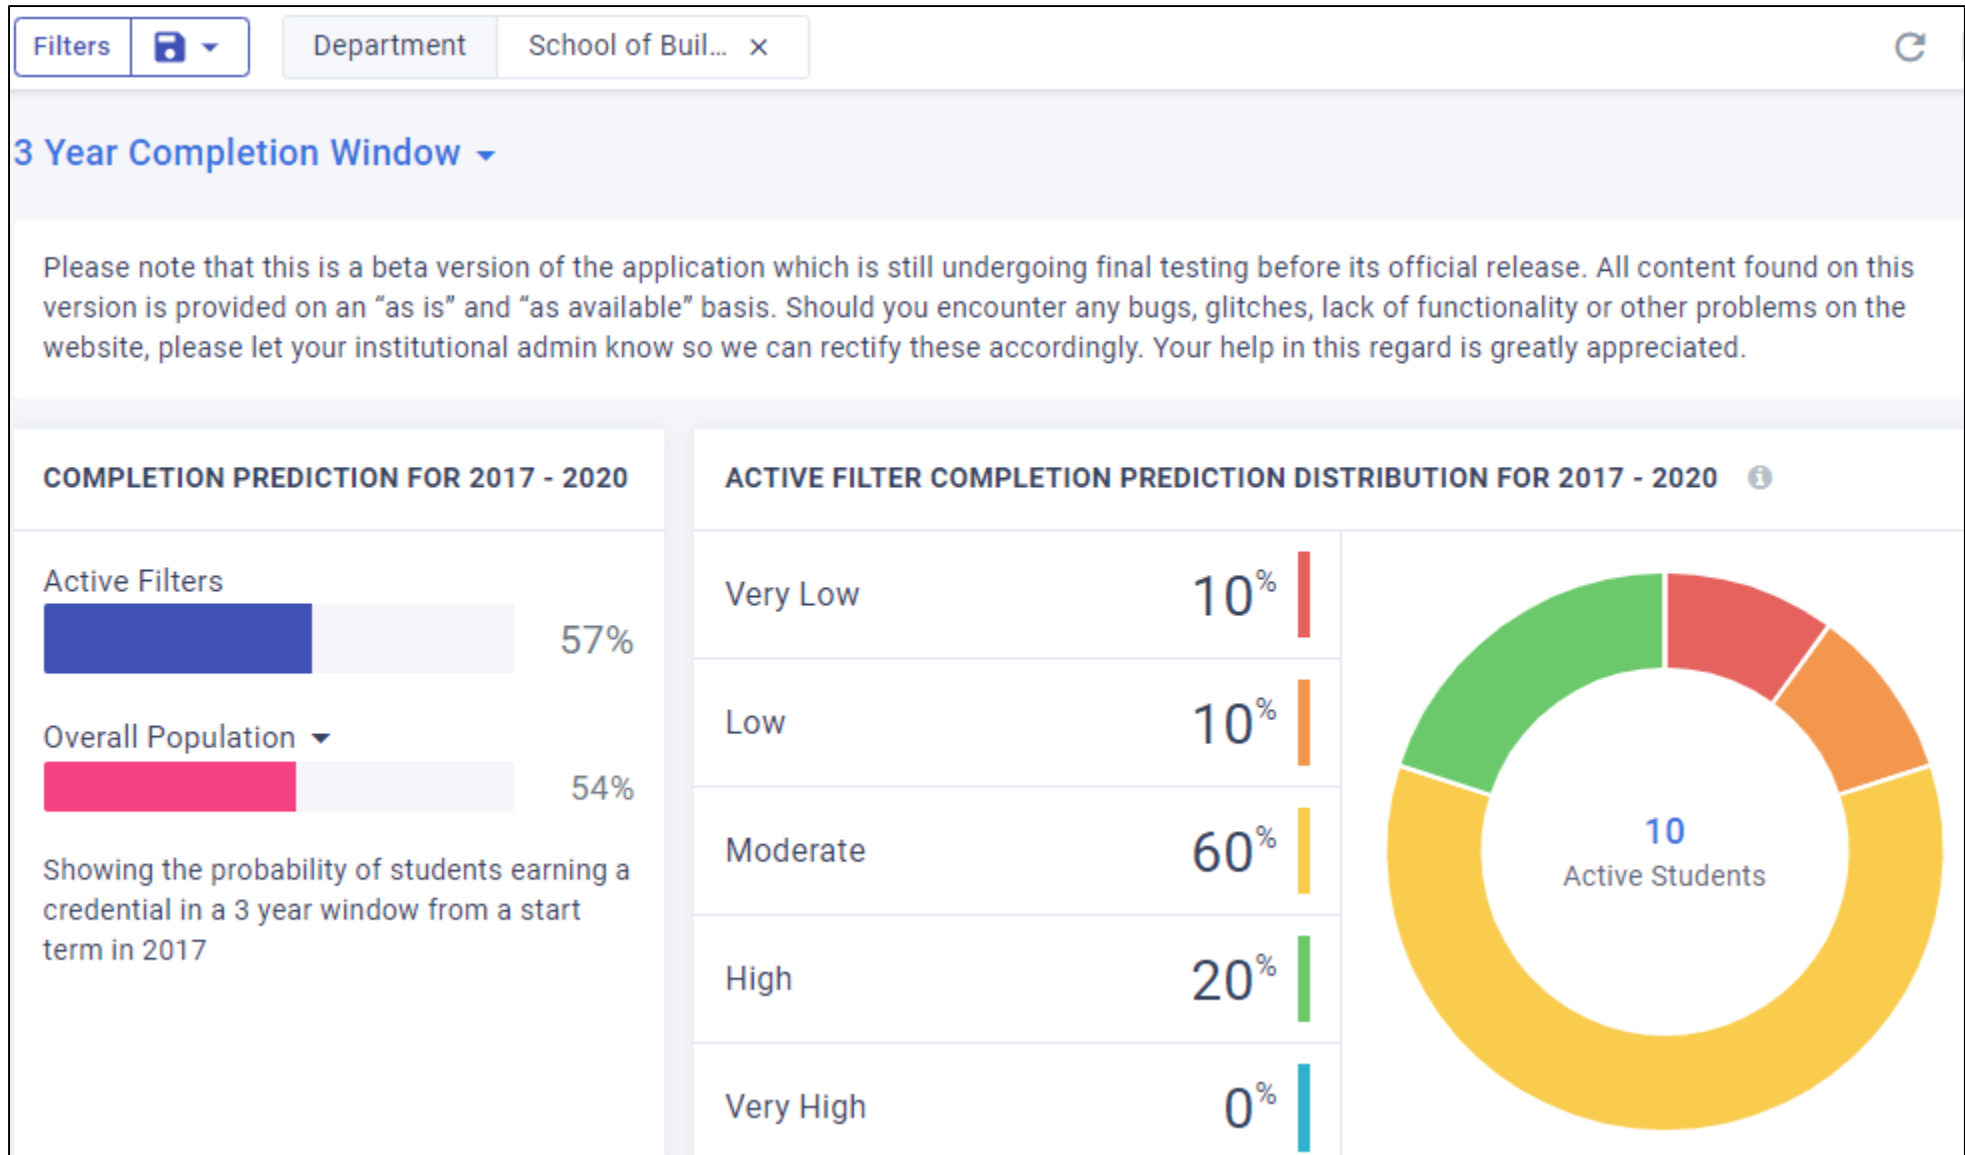 Filters
Department School of Buil... ×
3 Year Completion Window
Please note that this is a beta version of the application which is still undergoing final testing before its official release. All content found on this
version is provided on an “as is” and “as available” basis. Should you encounter any bugs, glitches, lack of functionality or other problems on the
website, please let your institutional admin know so we can rectify these accordingly. Your help in this regard is greatly appreciated.
COMPLETION PREDICTION FOR 2017 - 2020
Active Filters
57%
Overall Population
54%
Showing the probability of students earning a
credential in a 3 year window from a start
term in 2017
ACTIVE FILTER COMPLETION PREDICTION DISTRIBUTION FOR 2017 - 2020
Very Low 10%
Low 10%
Moderate 60%
High 20%
Very High 0%
10
Active Students